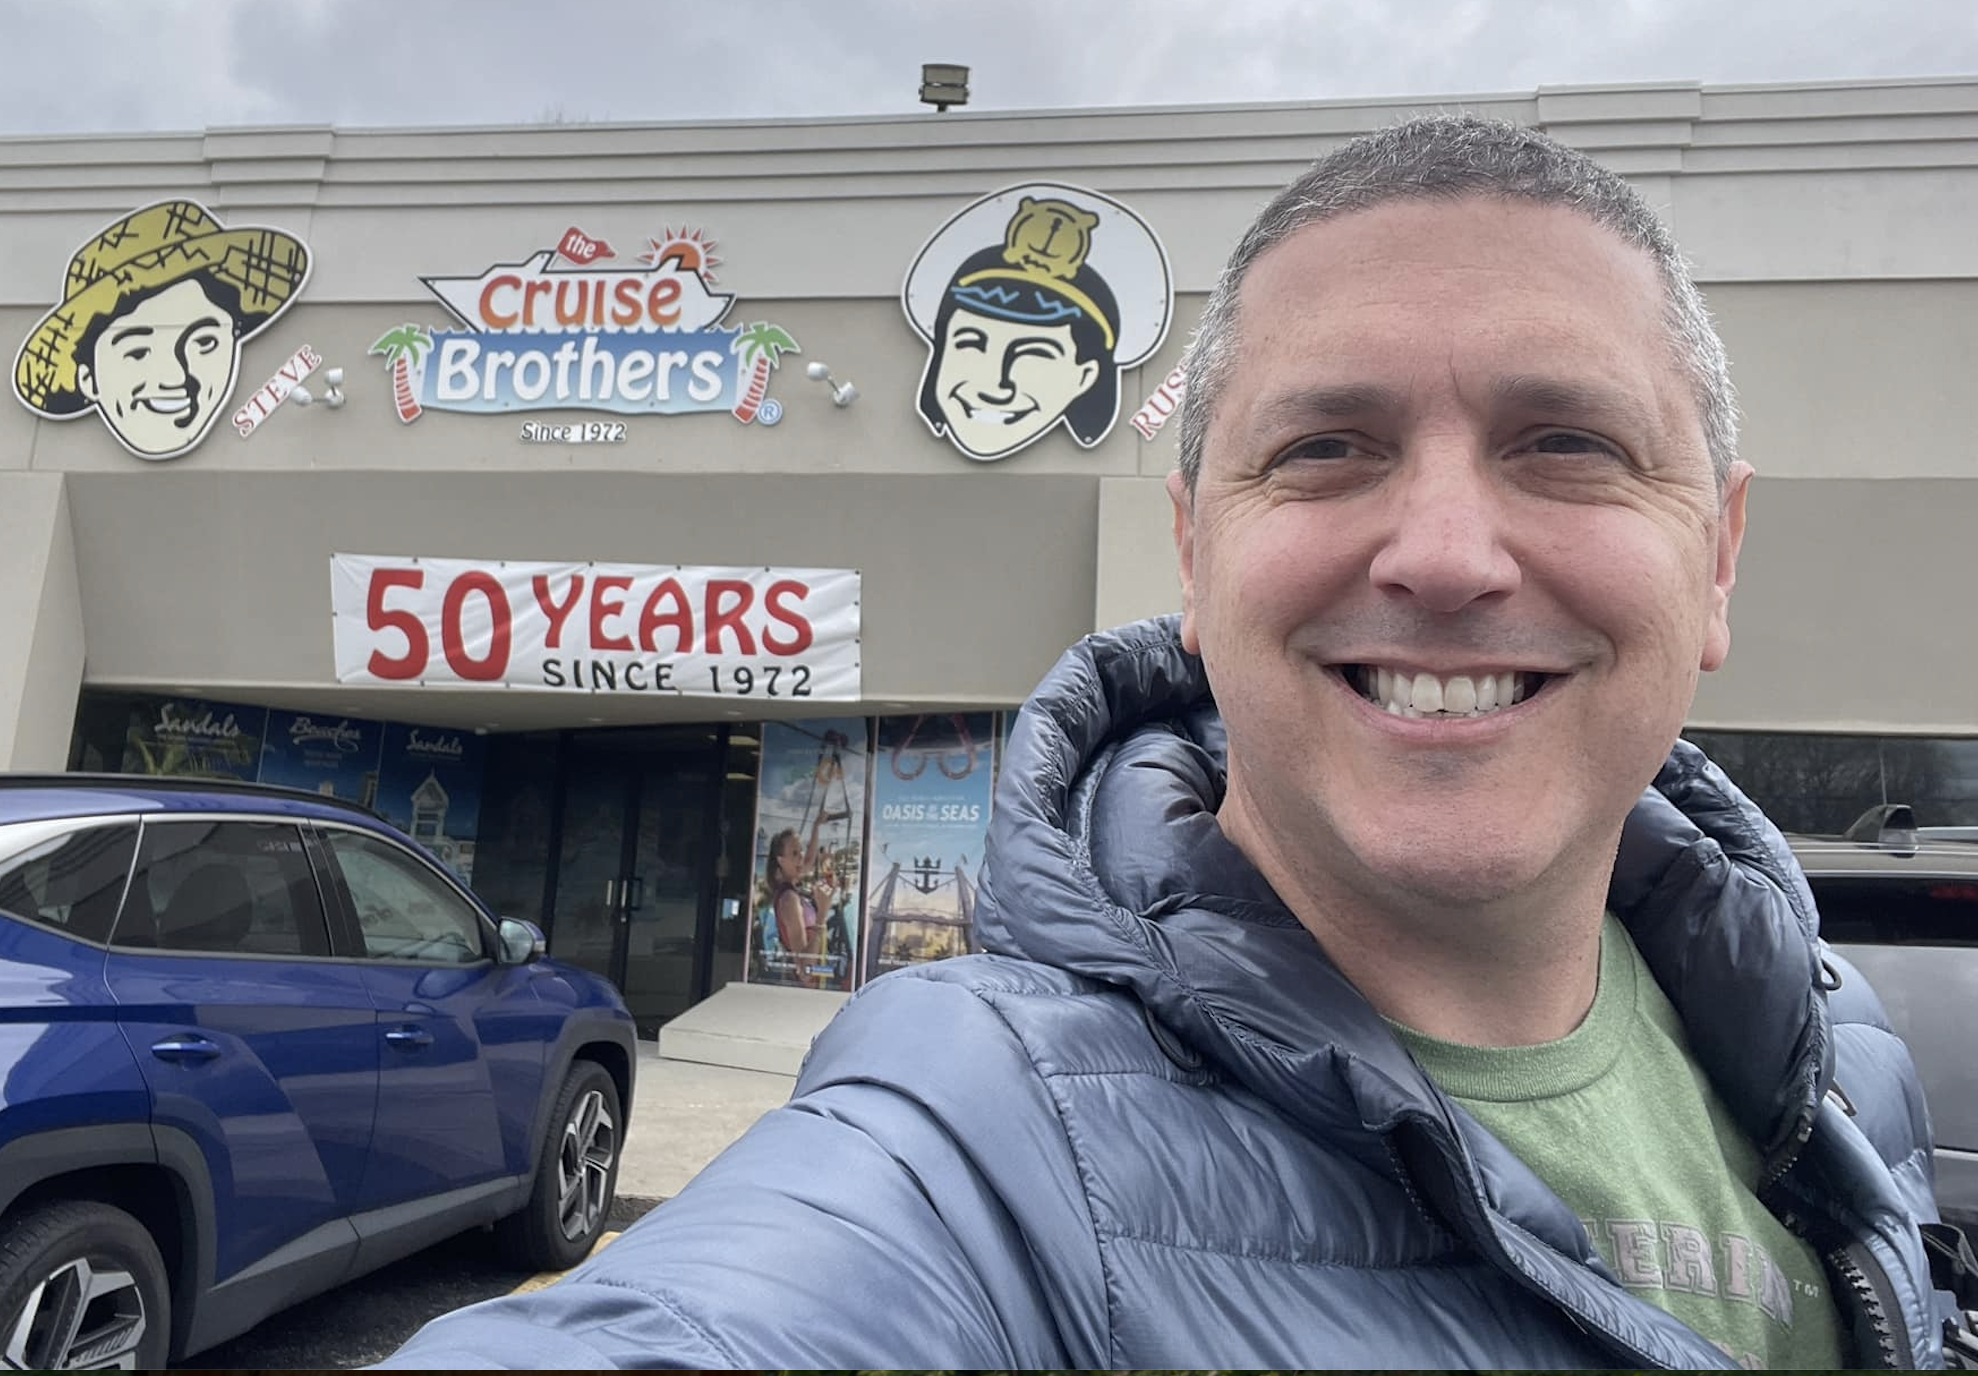 STEVE
the
Cruise
Brothers
®
Since 1972
50 YEARS
SINCE 1972
Sandals
Beaches
Sandals
OASIS OF THE SEAS